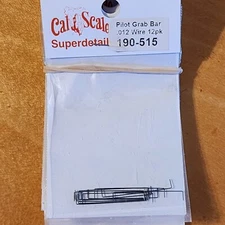 Cal Scale
Superdetail
Pilot Grab Bar
.012 Wire 12pk
190-515